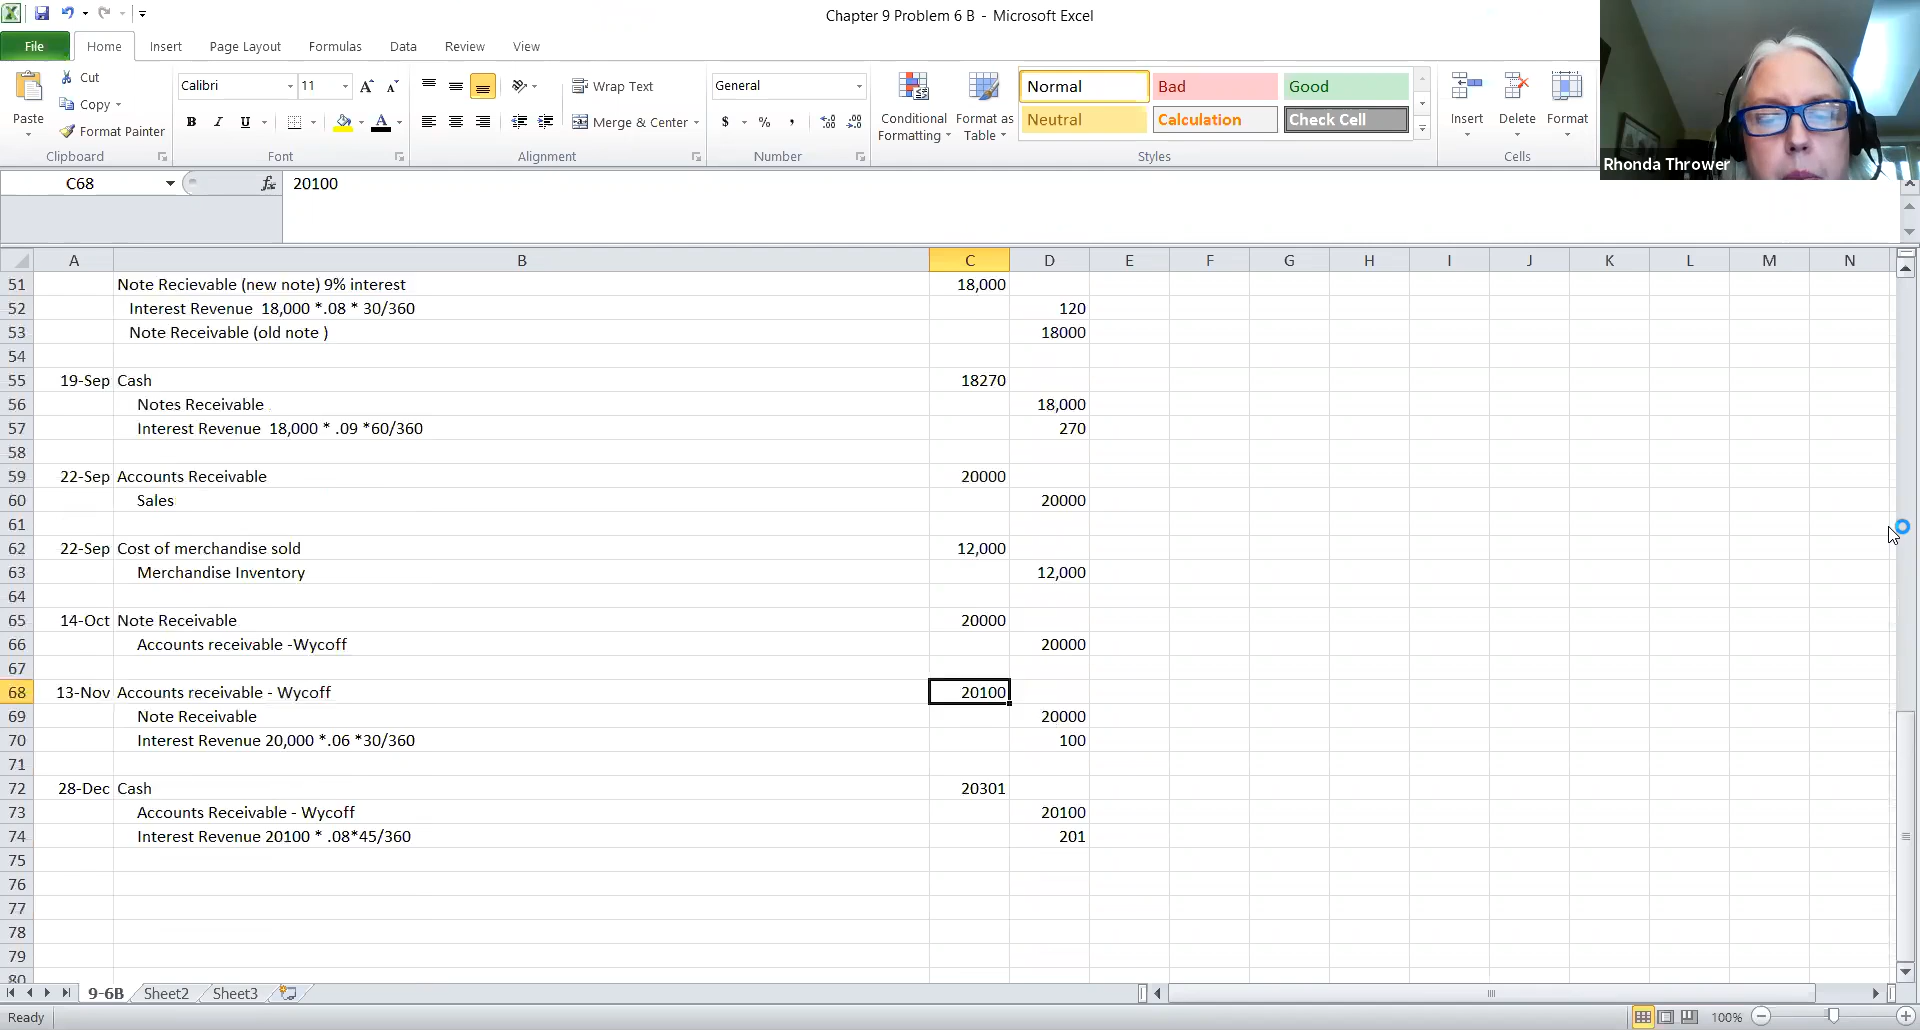 Chapter 9 Problem 6 B - Microsoft Excel
File Home Insert Page Layout Formulas Data Review View
Paste Cut Copy Format Painter Clipboard
Calibri 11 A A B I U A Font
Wrap Text Merge & Center Alignment
General $ % , .0 .00 .00 .0 Number
Conditional Formatting Format as Table
Normal Bad Good
Neutral Calculation Check Cell
Styles
Insert Delete Format Cells
Rhonda Thrower
C68 fx 20100
A B C D E F G H I J K L M N
51 Note Recievable (new note) 9% interest 18,000
52 Interest Revenue 18,000 *.08 * 30/360 120
53 Note Receivable (old note ) 18000
54
55 19-Sep Cash 18270
56 Notes Receivable 18,000
57 Interest Revenue 18,000 * .09 *60/360 270
58
59 22-Sep Accounts Receivable 20000
60 Sales 20000
61
62 22-Sep Cost of merchandise sold 12,000
63 Merchandise Inventory 12,000
64
65 14-Oct Note Receivable 20000
66 Accounts receivable -Wycoff 20000
67
68 13-Nov Accounts receivable - Wycoff 20100
69 Note Receivable 20000
70 Interest Revenue 20,000 *.06 *30/360 100
71
72 28-Dec Cash 20301
73 Accounts Receivable - Wycoff 20100
74 Interest Revenue 20100 * .08*45/360 201
75
76
77
78
79
80
9-6B Sheet2 Sheet3
Ready 100%